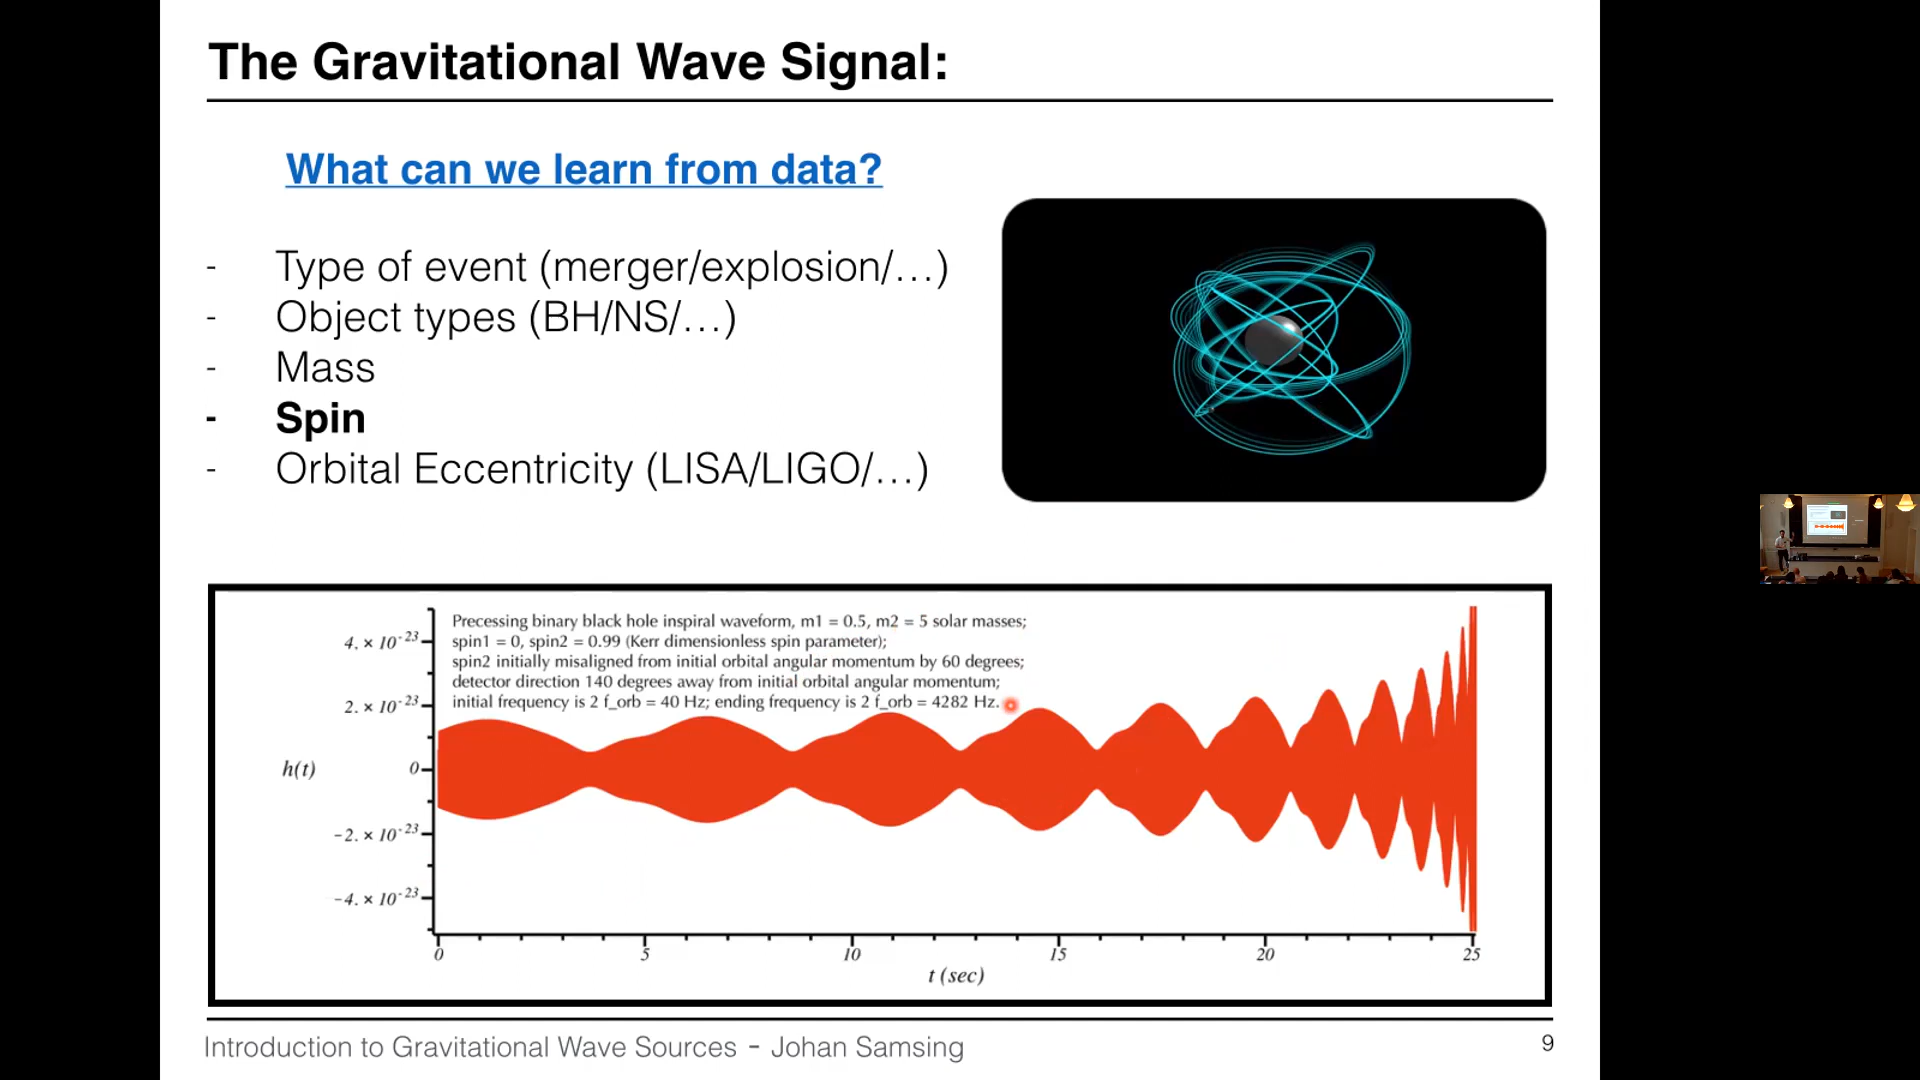 The Gravitational Wave Signal:
What can we learn from data?
- Type of event (merger/explosion/…)
- Object types (BH/NS/…)
- Mass
- Spin
- Orbital Eccentricity (LISA/LIGO/…)
Precessing binary black hole inspiral waveform, m1 = 0.5, m2 = 5 solar masses;
spin1 = 0, spin2 = 0.99 (Kerr dimensionless spin parameter);
spin2 initially misaligned from initial orbital angular momentum by 60 degrees;
detector direction 140 degrees away from initial orbital angular momentum;
initial frequency is 2 f_orb = 40 Hz; ending frequency is 2 f_orb = 4282 Hz.
4. × 10⁻²³
2. × 10⁻²³
h(t)
0
−2. × 10⁻²³
−4. × 10⁻²³
0 5 10 15 20 25
t (sec)
Introduction to Gravitational Wave Sources - Johan Samsing
9